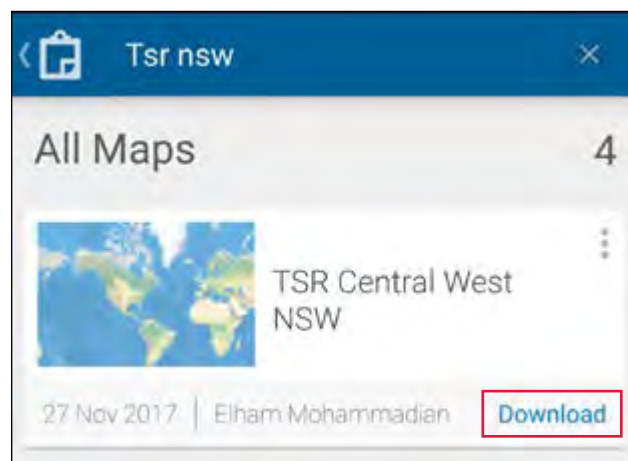 Tsr nsw
All Maps 4
TSR Central West
NSW
27 Nov 2017 | Elham Mohammadian Download